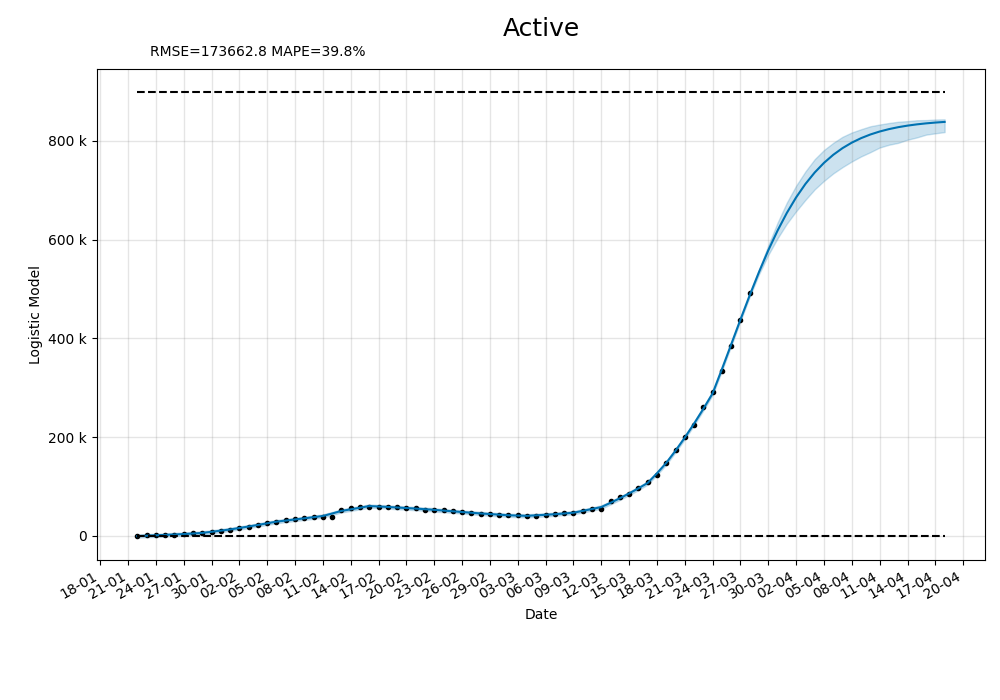 Active
RMSE=173662.8 MAPE=39.8%
800 k
600 k
400 k
200 k
0
Logistic Model
18-01 21-01 24-01 27-01 30-01 02-02 05-02 08-02 11-02 14-02 17-02 20-02 23-02 26-02 29-02 03-03 06-03 09-03 12-03 15-03 18-03 21-03 24-03 27-03 30-03 02-04 05-04 08-04 11-04 14-04 17-04 20-04
Date